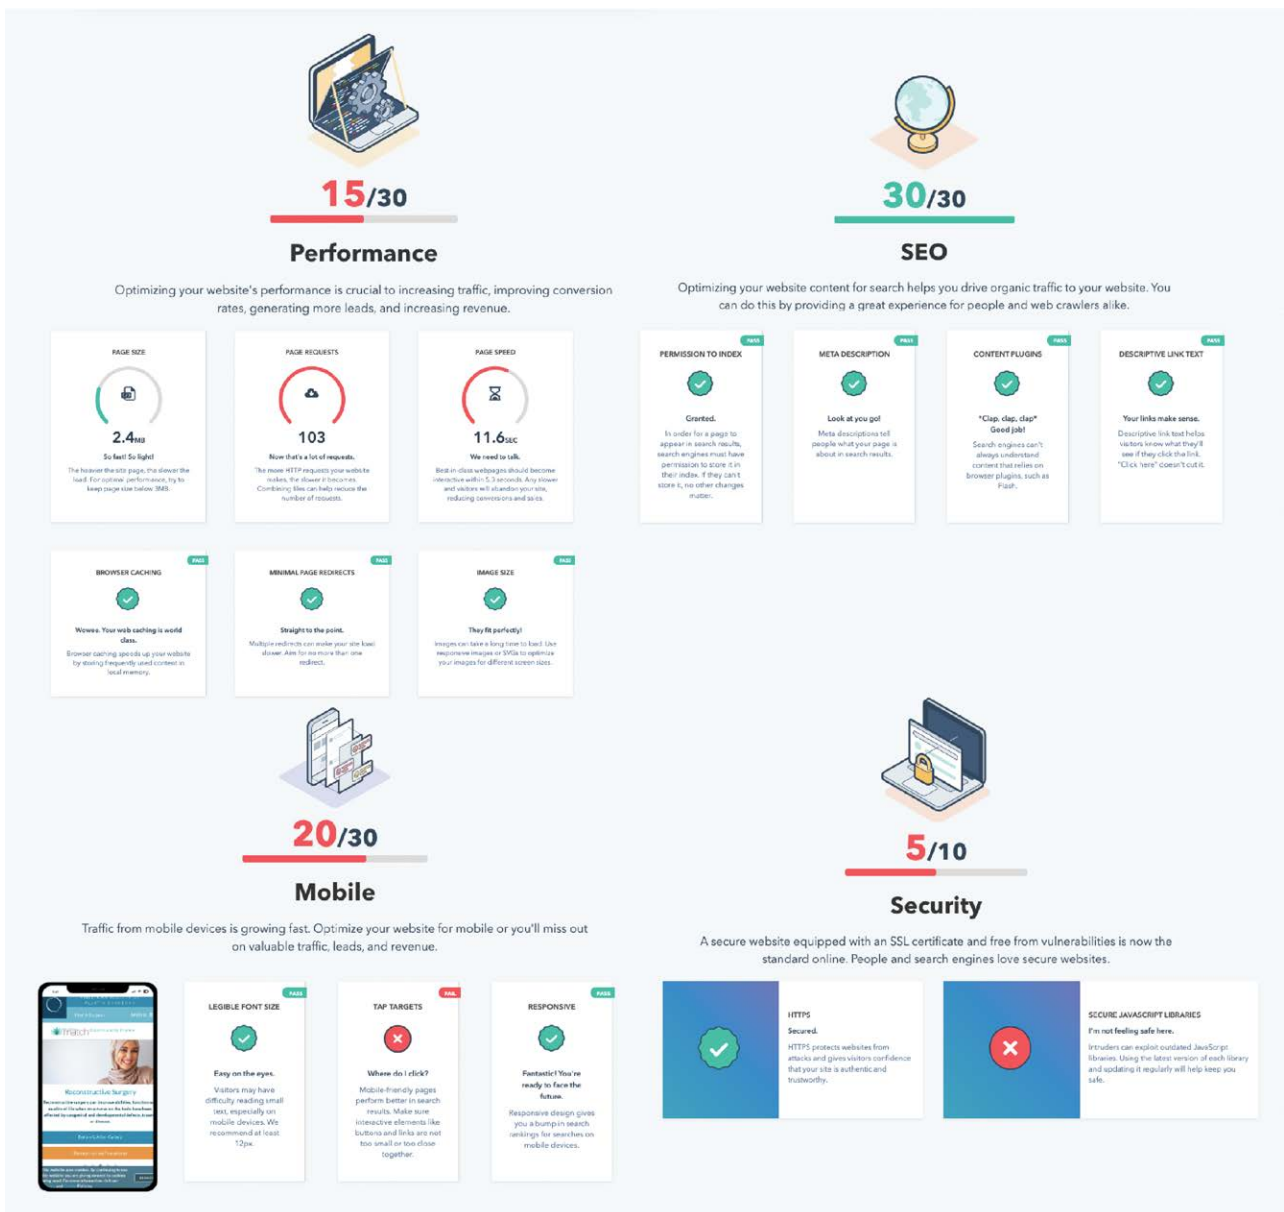 15/30
Performance
Optimizing your website's performance is crucial to increasing traffic, improving conversion
rates, generating more leads, and increasing revenue.
PAGE SIZE
2.4MB
So fast! So light!
The heavier the site page, the slower the
load. For optimal performance, try to
keep page size below 3MB.
PAGE REQUESTS
103
Now that's a lot of requests.
The more HTTP requests your website
makes, the slower it becomes.
Combining files can help reduce the
number of requests.
PAGE SPEED
11.6SEC
We need to talk.
Best-in-class webpages should become
interactive within 5.3 seconds. Any slower
and visitors will abandon your site,
reducing conversions and sales.
PASS
BROWSER CACHING
Wowee. Your web caching is world
class.
Browser caching speeds up your website
by storing frequently used content in
local memory.
PASS
MINIMAL PAGE REDIRECTS
Straight to the point.
Multiple redirects can make your site load
slower. Aim for no more than one
redirect.
PASS
IMAGE SIZE
They fit perfectly!
Images can take a long time to load. Use
responsive images or SVGs to optimize
your images for different screen sizes.
30/30
SEO
Optimizing your website content for search helps you drive organic traffic to your website. You
can do this by providing a great experience for people and web crawlers alike.
PASS
PERMISSION TO INDEX
Granted.
In order for a page to
appear in search results,
search engines must have
permission to store it in
their index. If they can't
store it, no other changes
matter.
PASS
META DESCRIPTION
Look at you go!
Meta descriptions tell
people what your page is
about in search results.
PASS
CONTENT PLUGINS
*Clap, clap, clap*
Good job!
Search engines can't
always understand
content that relies on
browser plugins, such as
Flash.
PASS
DESCRIPTIVE LINK TEXT
Your links make sense.
Descriptive link text helps
visitors know what they'll
see if they click the link.
"Click here" doesn't cut it.
20/30
Mobile
Traffic from mobile devices is growing fast. Optimize your website for mobile or you'll miss out
on valuable traffic, leads, and revenue.
Reconstructive Surgery
PASS
LEGIBLE FONT SIZE
Easy on the eyes.
Visitors may have
difficulty reading small
text, especially on
mobile devices. We
recommend at least
12px.
FAIL
TAP TARGETS
Where do I click?
Mobile-friendly pages
perform better in search
results. Make sure
interactive elements like
buttons and links are not
too small or too close
together.
PASS
RESPONSIVE
Fantastic! You're
ready to face the
future.
Responsive design gives
you a bump in search
rankings for searches on
mobile devices.
5/10
Security
A secure website equipped with an SSL certificate and free from vulnerabilities is now the
standard online. People and search engines love secure websites.
HTTPS
Secured.
HTTPS protects websites from
attacks and gives visitors confidence
that your site is authentic and
trustworthy.
SECURE JAVASCRIPT LIBRARIES
I'm not feeling safe here.
Intruders can exploit outdated JavaScript
libraries. Using the latest version of each library
and updating it regularly will help keep you
safe.